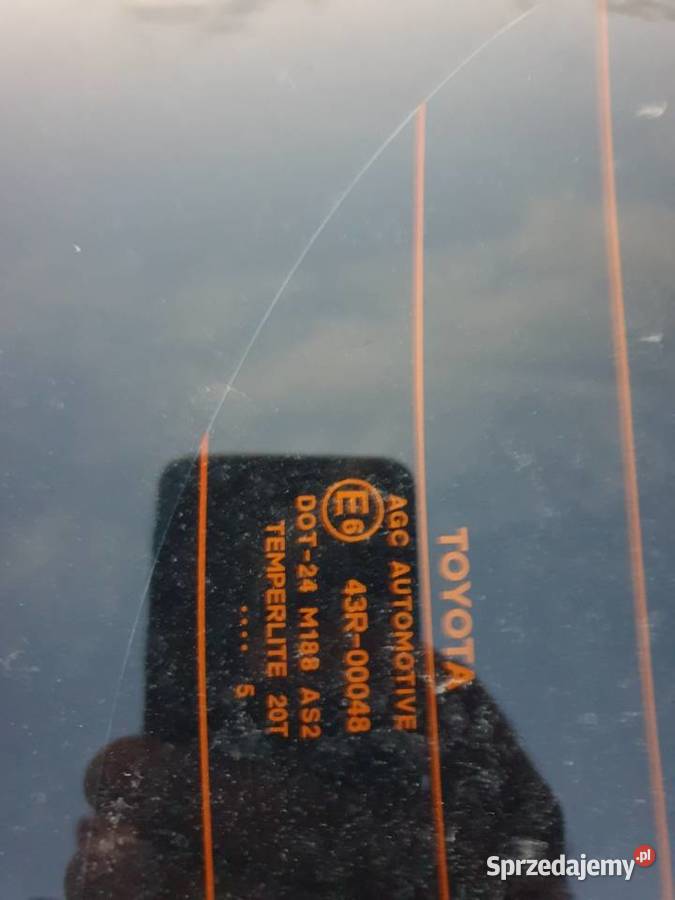 TOYOTA
AGC AUTOMOTIVE
E6 43R-00048
DOT-24 M188 AS2
TEMPERLITE 20T
.... 5
Sprzedajemy.pl